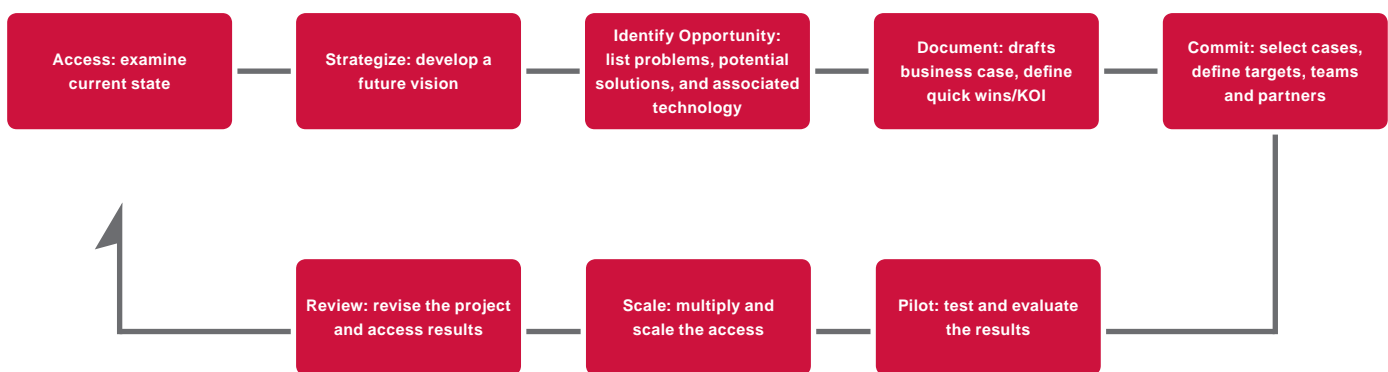 Access: examine
current state
Strategize: develop a
future vision
Identify Opportunity:
list problems, potential
solutions, and associated
technology
Document: drafts
business case, define
quick wins/KOI
Commit: select cases,
define targets, teams
and partners
Review: revise the project
and access results
Scale: multiply and
scale the access
Pilot: test and evaluate
the results